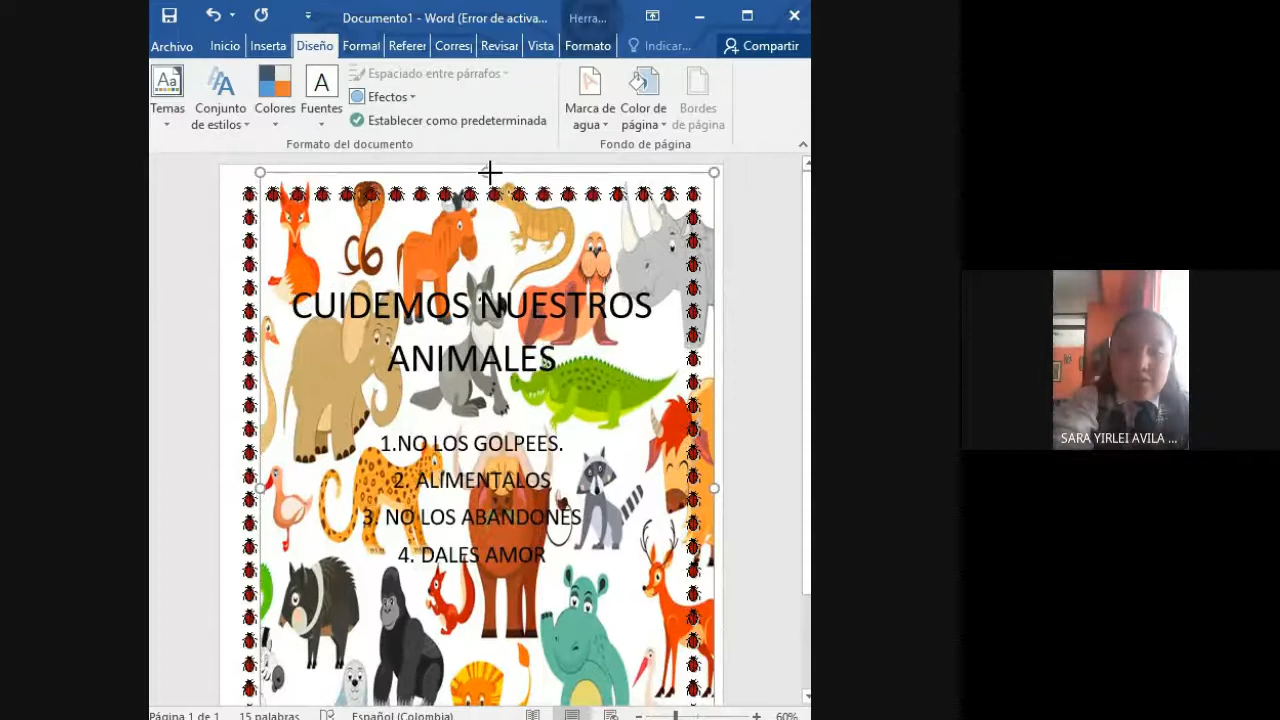 Documento1 - Word (Error de activa... Herra...
Archivo Inicio Inserta Diseño Format Referer Corres Revisar Vista Formato Indicar... Compartir
Temas Conjunto de estilos Colores Fuentes
Espaciado entre párrafos
Efectos
Establecer como predeterminada
Marca de agua Color de página Bordes de página
Formato del documento Fondo de página
CUIDEMOS NUESTROS
ANIMALES
1.NO LOS GOLPEES.
2. ALIMENTALOS
3. NO LOS ABANDONES
4. DALES AMOR
SARA YIRLEI AVILA ...
Página 1 de 1 15 palabras Español (Colombia) 60%